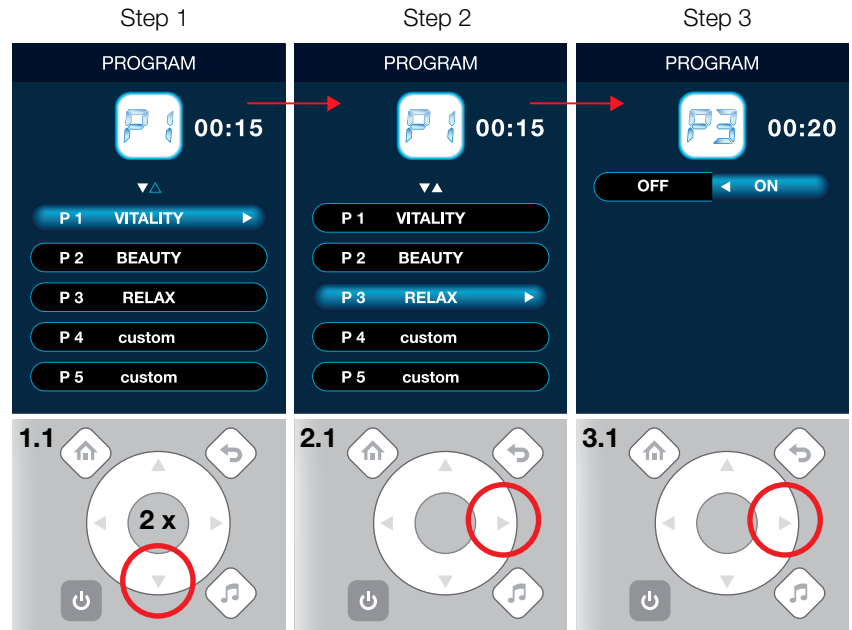 Step 1
Step 2
Step 3
PROGRAM
P1
00:15
▼△
P 1 VITALITY ►
P 2 BEAUTY
P 3 RELAX
P 4 custom
P 5 custom
PROGRAM
P1
00:15
▼▲
P 1 VITALITY
P 2 BEAUTY
P 3 RELAX ►
P 4 custom
P 5 custom
PROGRAM
P3
00:20
OFF ◄ ON
1.1
2 x
2.1
3.1